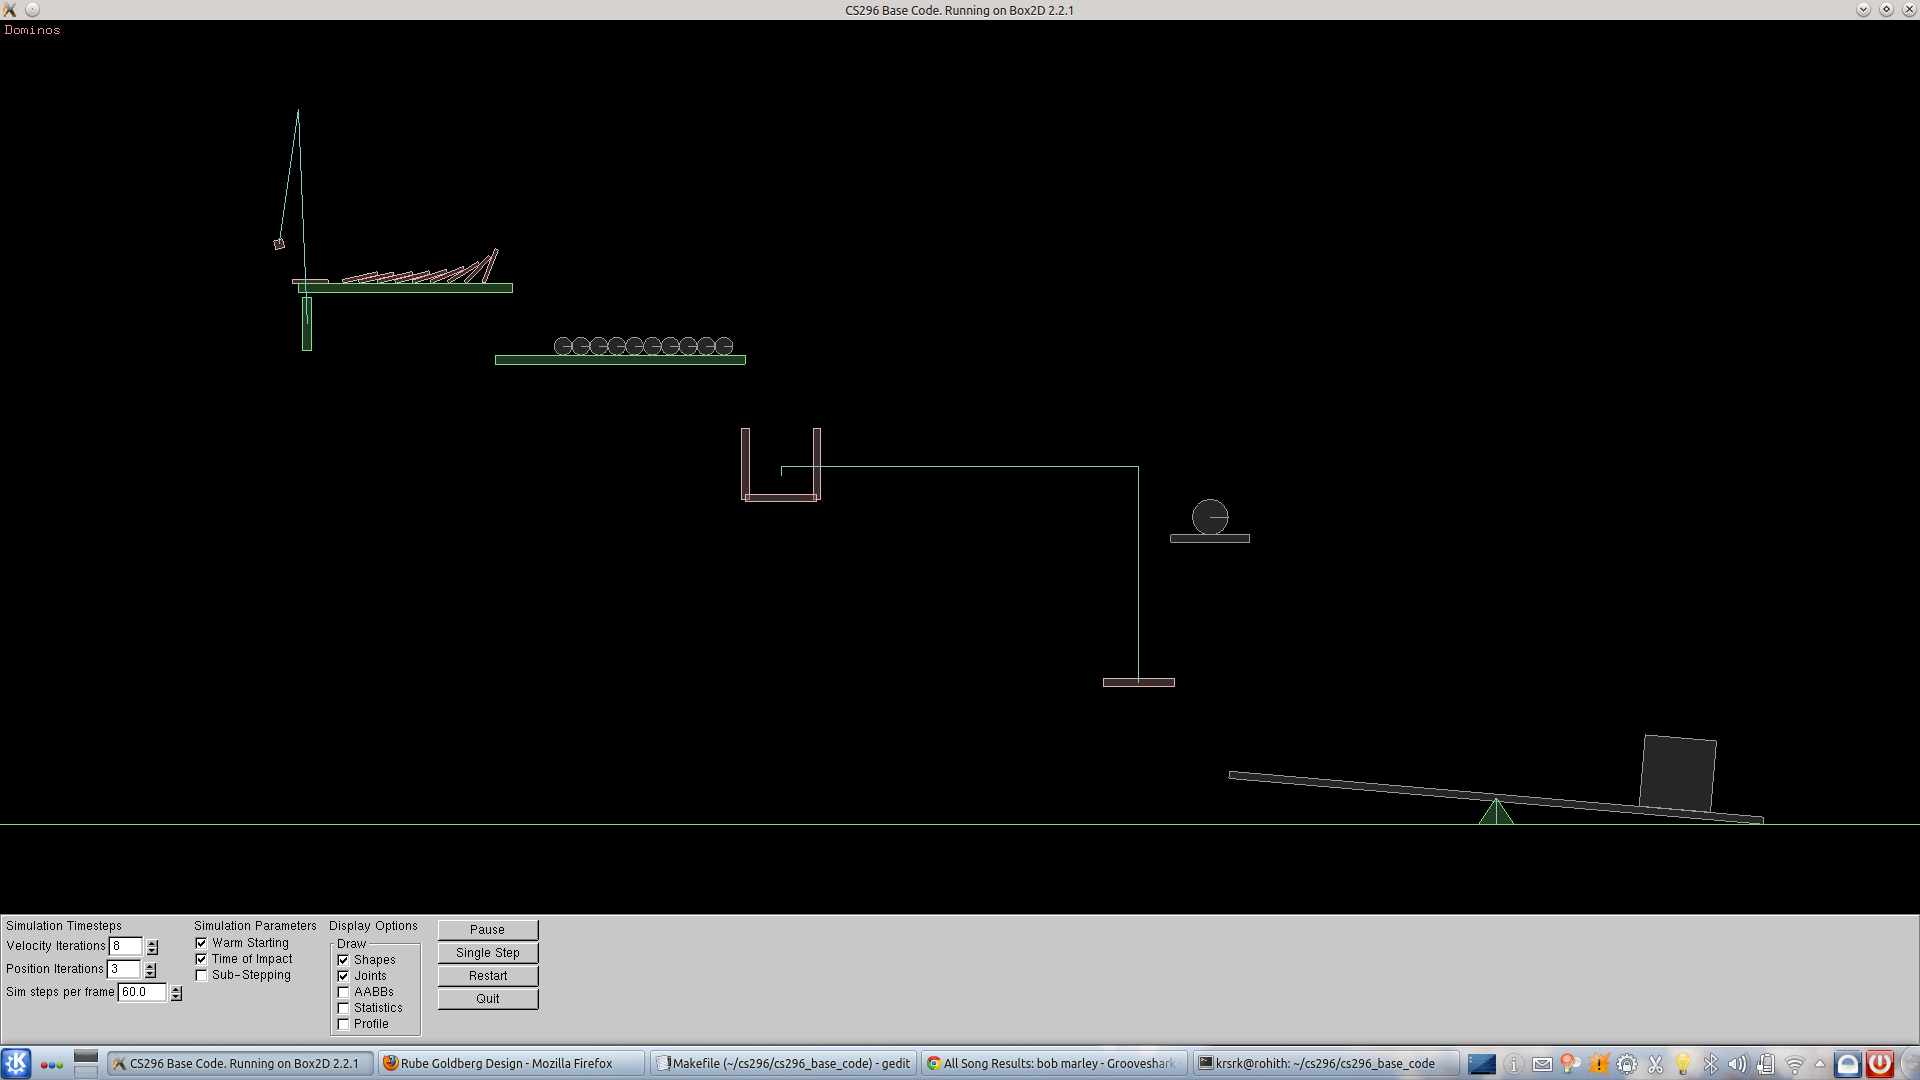 CS296 Base Code. Running on Box2D 2.2.1
Dominos
Simulation Timesteps
Velocity Iterations 8
Position Iterations 3
Sim steps per frame 60.0
Simulation Parameters
Warm Starting
Time of Impact
Sub-Stepping
Display Options
Draw
Shapes
Joints
AABBs
Statistics
Profile
Pause
Single Step
Restart
Quit
CS296 Base Code. Running on Box2D 2.2.1
Rube Goldberg Design - Mozilla Firefox
Makefile (~/cs296/cs296_base_code) - gedit
All Song Results: bob marley - Grooveshark
krsrk@rohith: ~/cs296/cs296_base_code